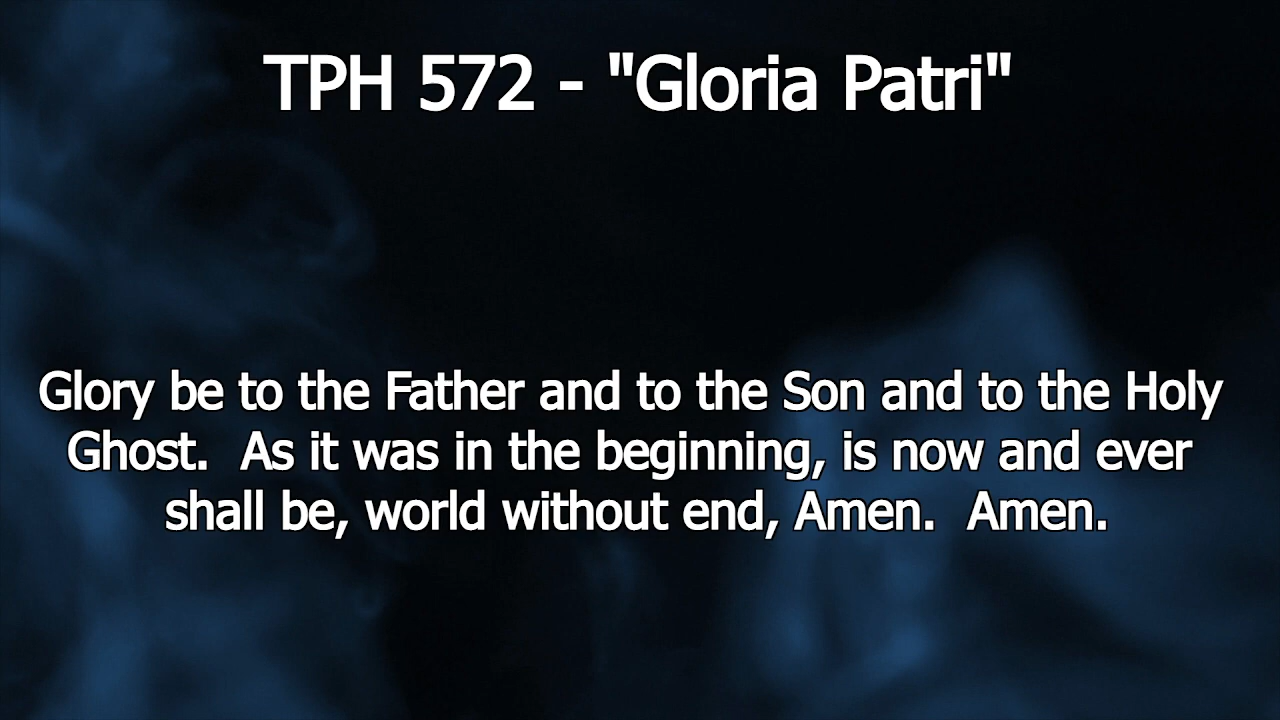 TPH 572 - "Gloria Patri"
Glory be to the Father and to the Son and to the Holy
Ghost.  As it was in the beginning, is now and ever
shall be, world without end, Amen.  Amen.